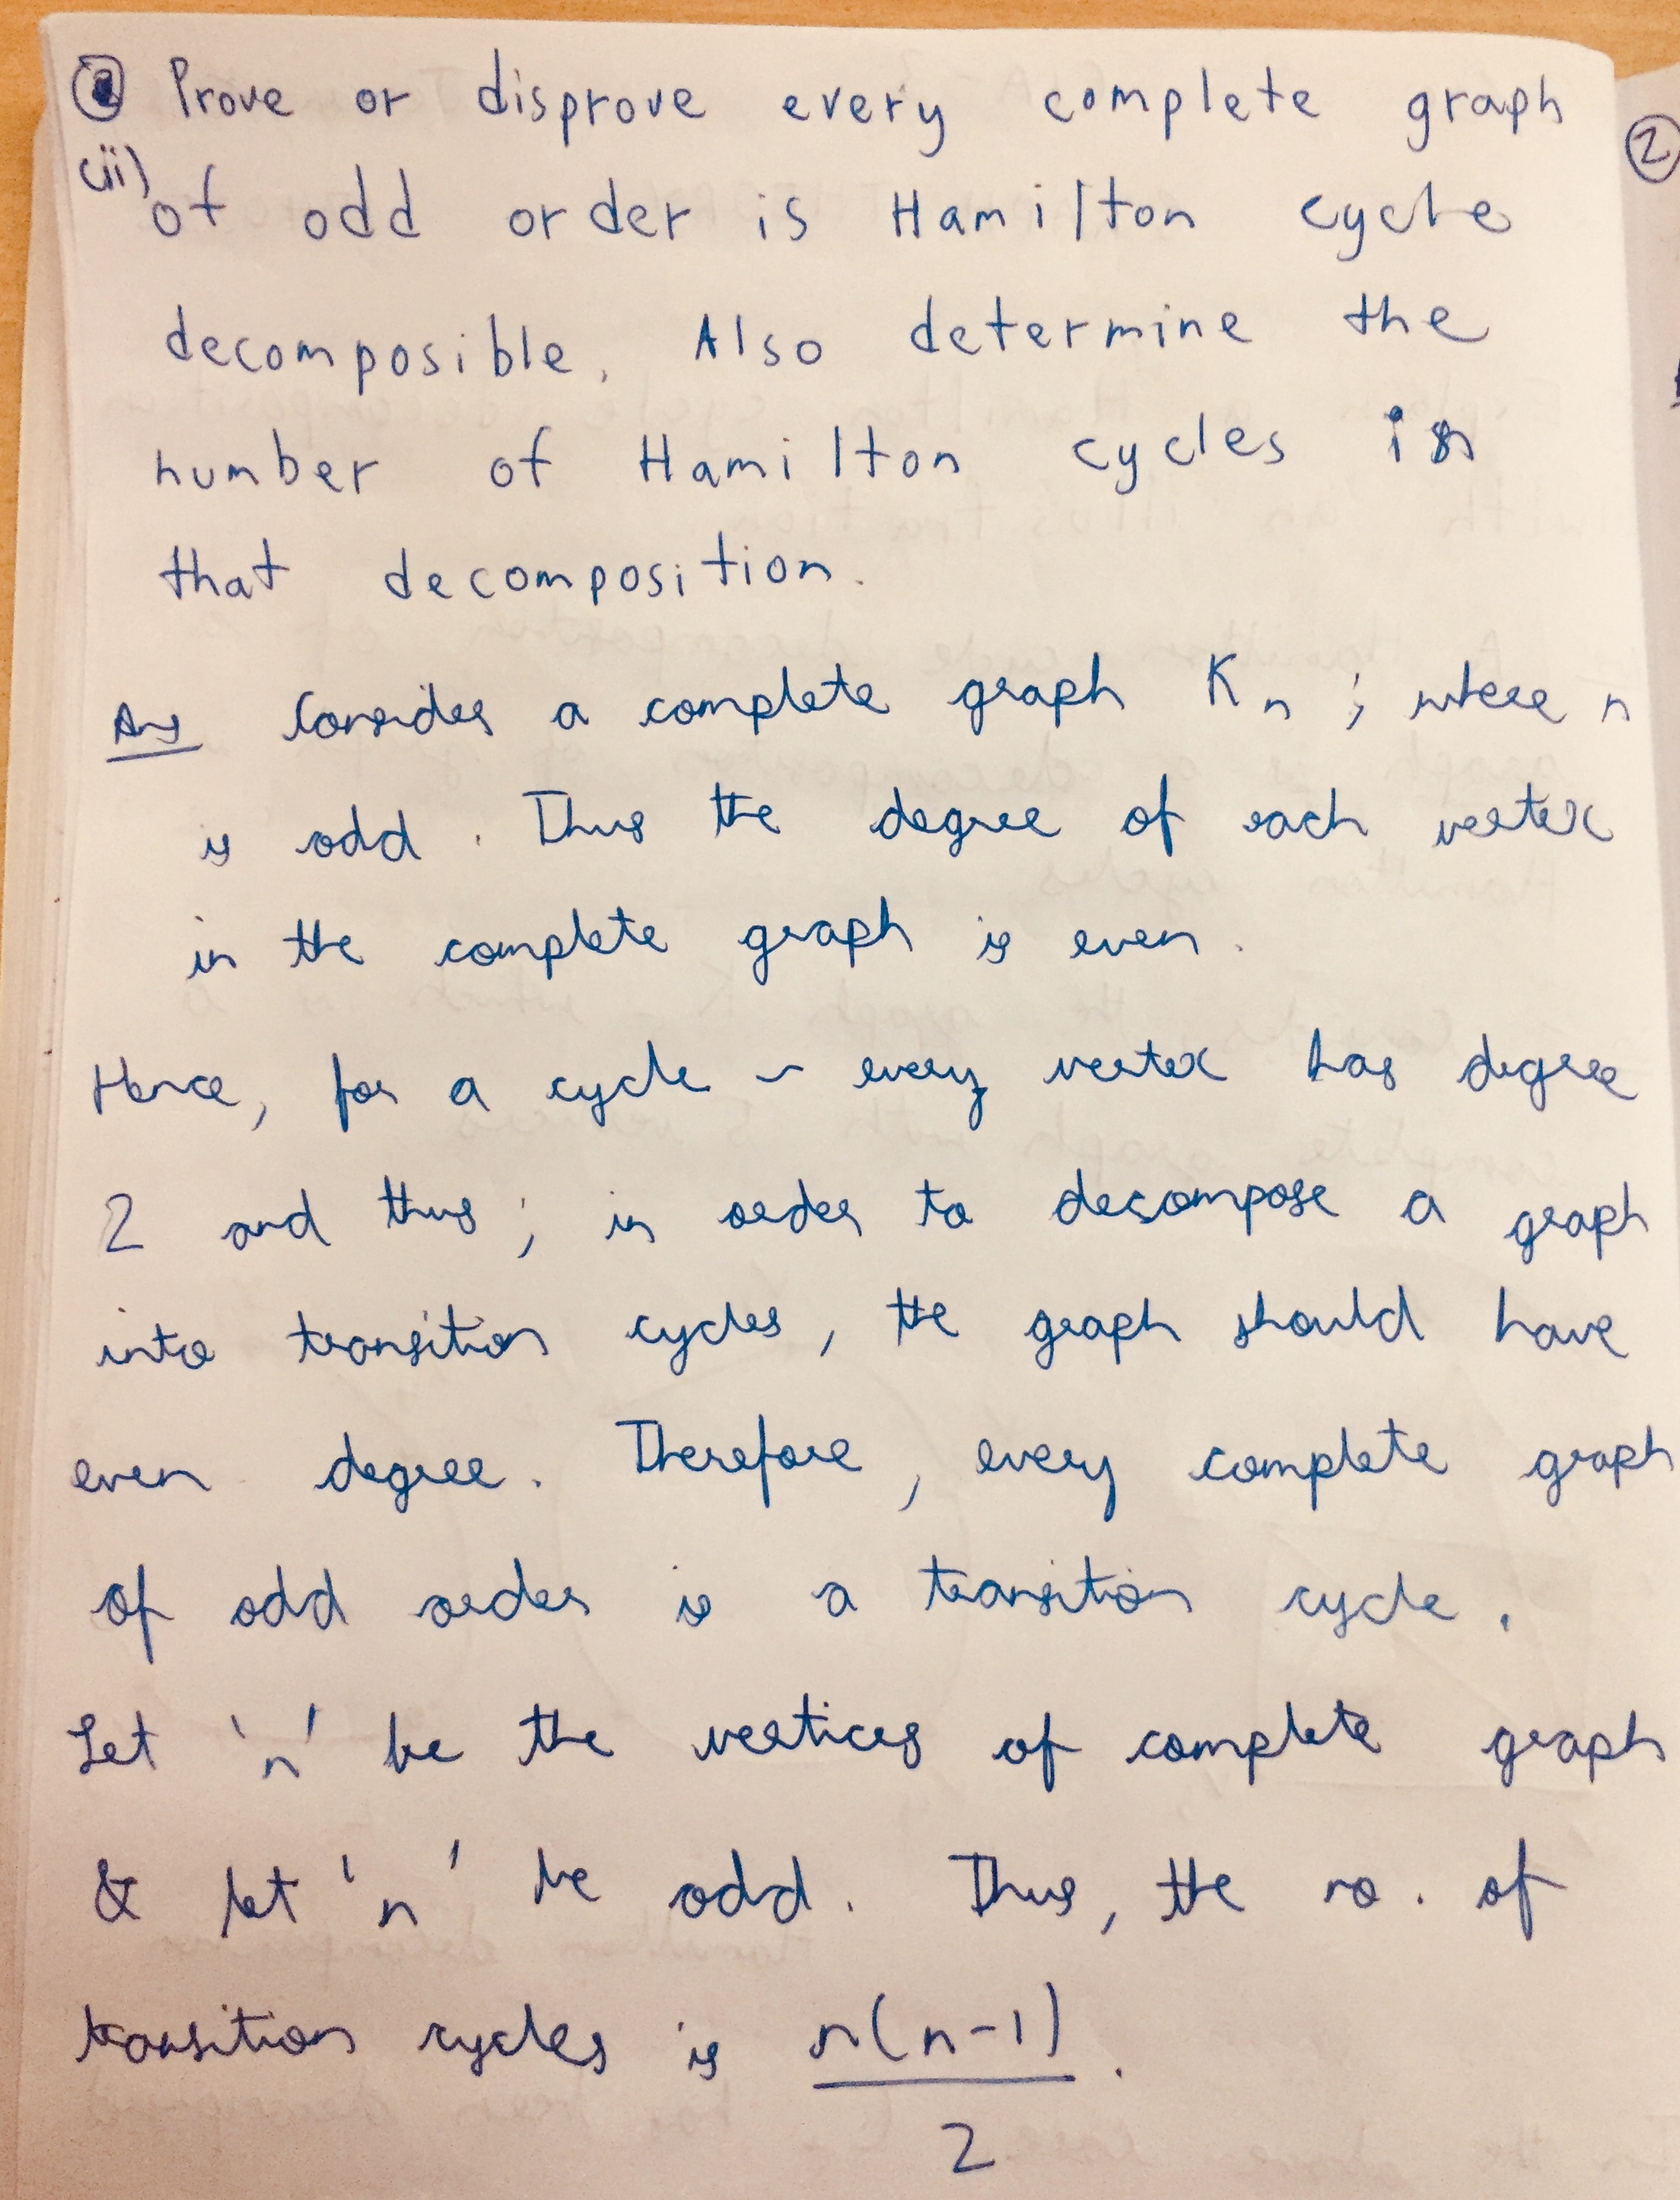 ② Prove or disprove every complete graph
(ii) of odd order is Hamilton cycle
decomposible. Also determine the
number of Hamilton cycles in
that decomposition.
Ans Consider a complete graph Kn ; where n
is odd . Thus the degree of each vertex
in the complete graph is even .
Hence, for a cycle ~ every vertex has degree
2 and thus ; in order to decompose a graph
into transition cycles, the graph should have
even degree. Therefore, every complete graph
of odd order is a transition cycle .
Let 'n' be the vertices of complete graph
& let 'n' be odd. Thus, the no. of
transition cycles is n(n-1)/2 .
②